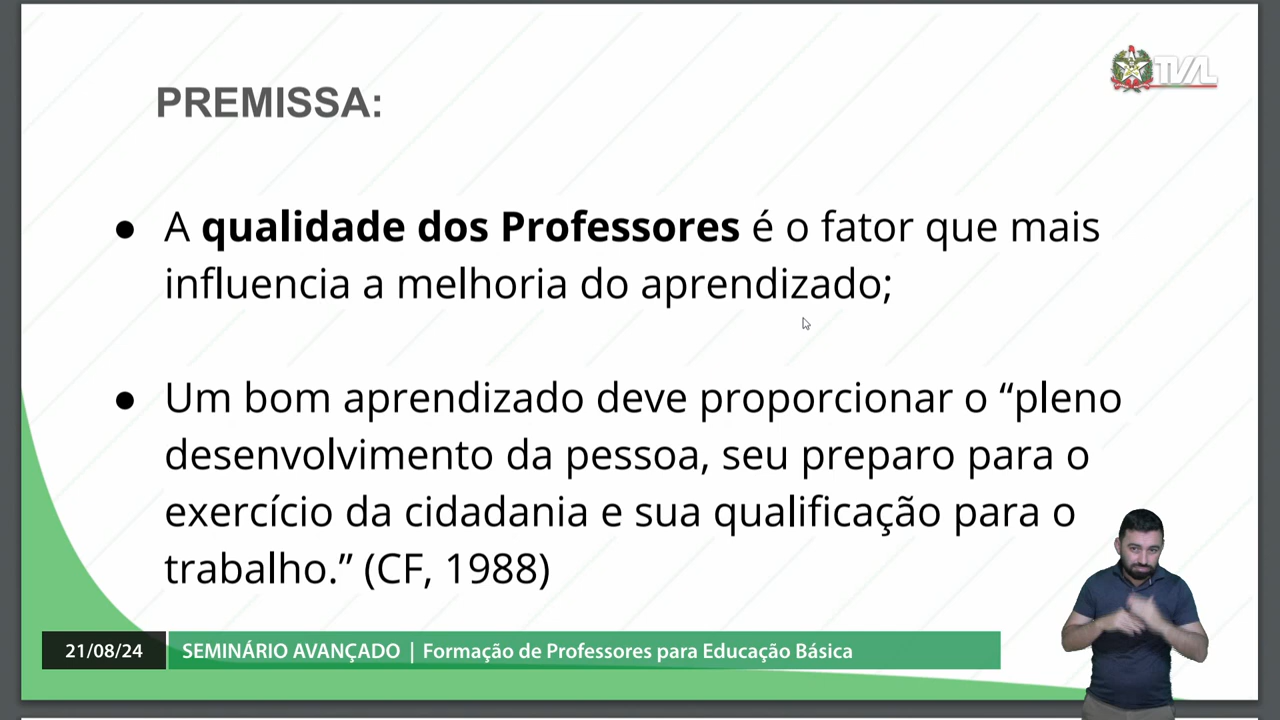 TVAL
PREMISSA:
● A qualidade dos Professores é o fator que mais
influencia a melhoria do aprendizado;
● Um bom aprendizado deve proporcionar o “pleno
desenvolvimento da pessoa, seu preparo para o
exercício da cidadania e sua qualificação para o
trabalho.” (CF, 1988)
21/08/24 SEMINÁRIO AVANÇADO | Formação de Professores para Educação Básica